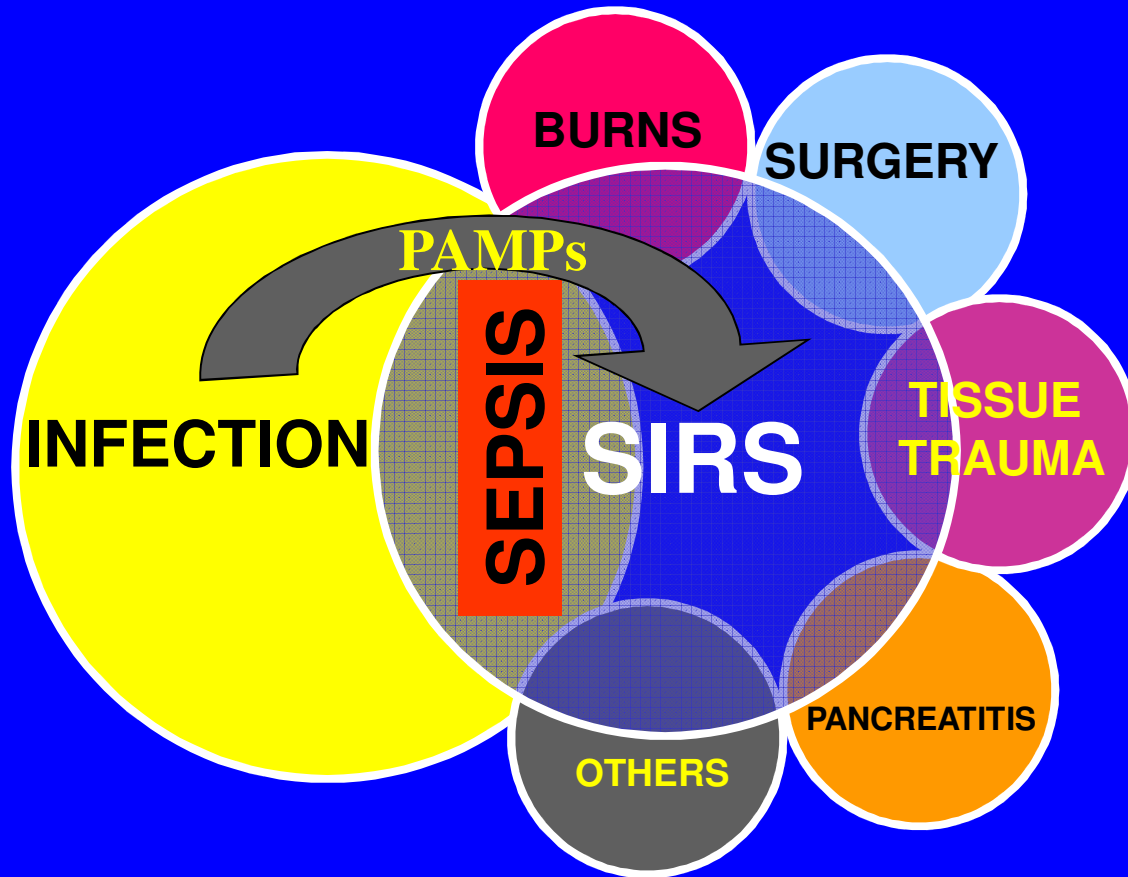 BURNS
SURGERY
PAMPs
INFECTION
SEPSIS
SIRS
TISSUE
TRAUMA
PANCREATITIS
OTHERS